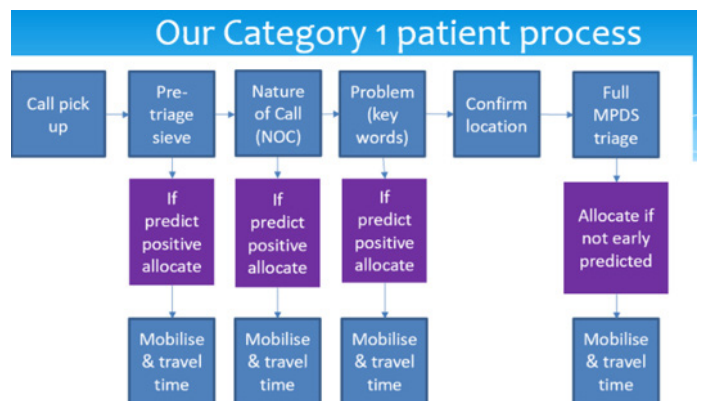 Our Category 1 patient process
Call pick
up
Pre-
triage
sieve
Nature
of Call
(NOC)
Problem
(key
words)
Confirm
location
Full
MPDS
triage
If
predict
positive
allocate
If
predict
positive
allocate
If
predict
positive
allocate
Allocate if
not early
predicted
Mobilise
& travel
time
Mobilise
& travel
time
Mobilise
& travel
time
Mobilise
& travel
time